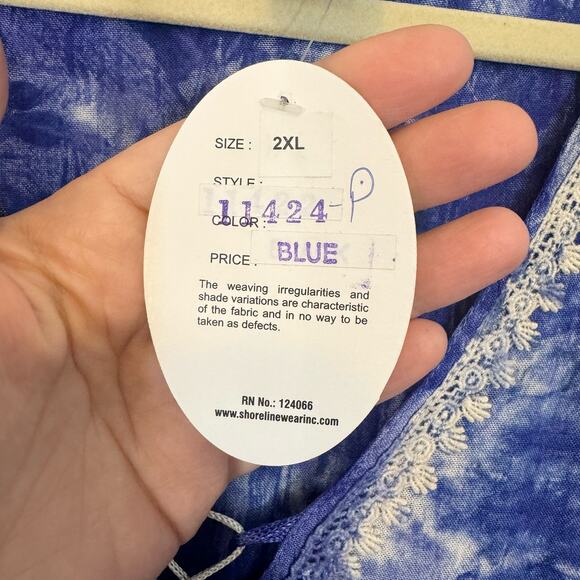 SIZE : 2XL
STYLE :
11424-P
COLOR :
PRICE : BLUE
The weaving irregularities and
shade variations are characteristic
of the fabric and in no way to be
taken as defects.
RN No.: 124066
www.shorelinewearinc.com